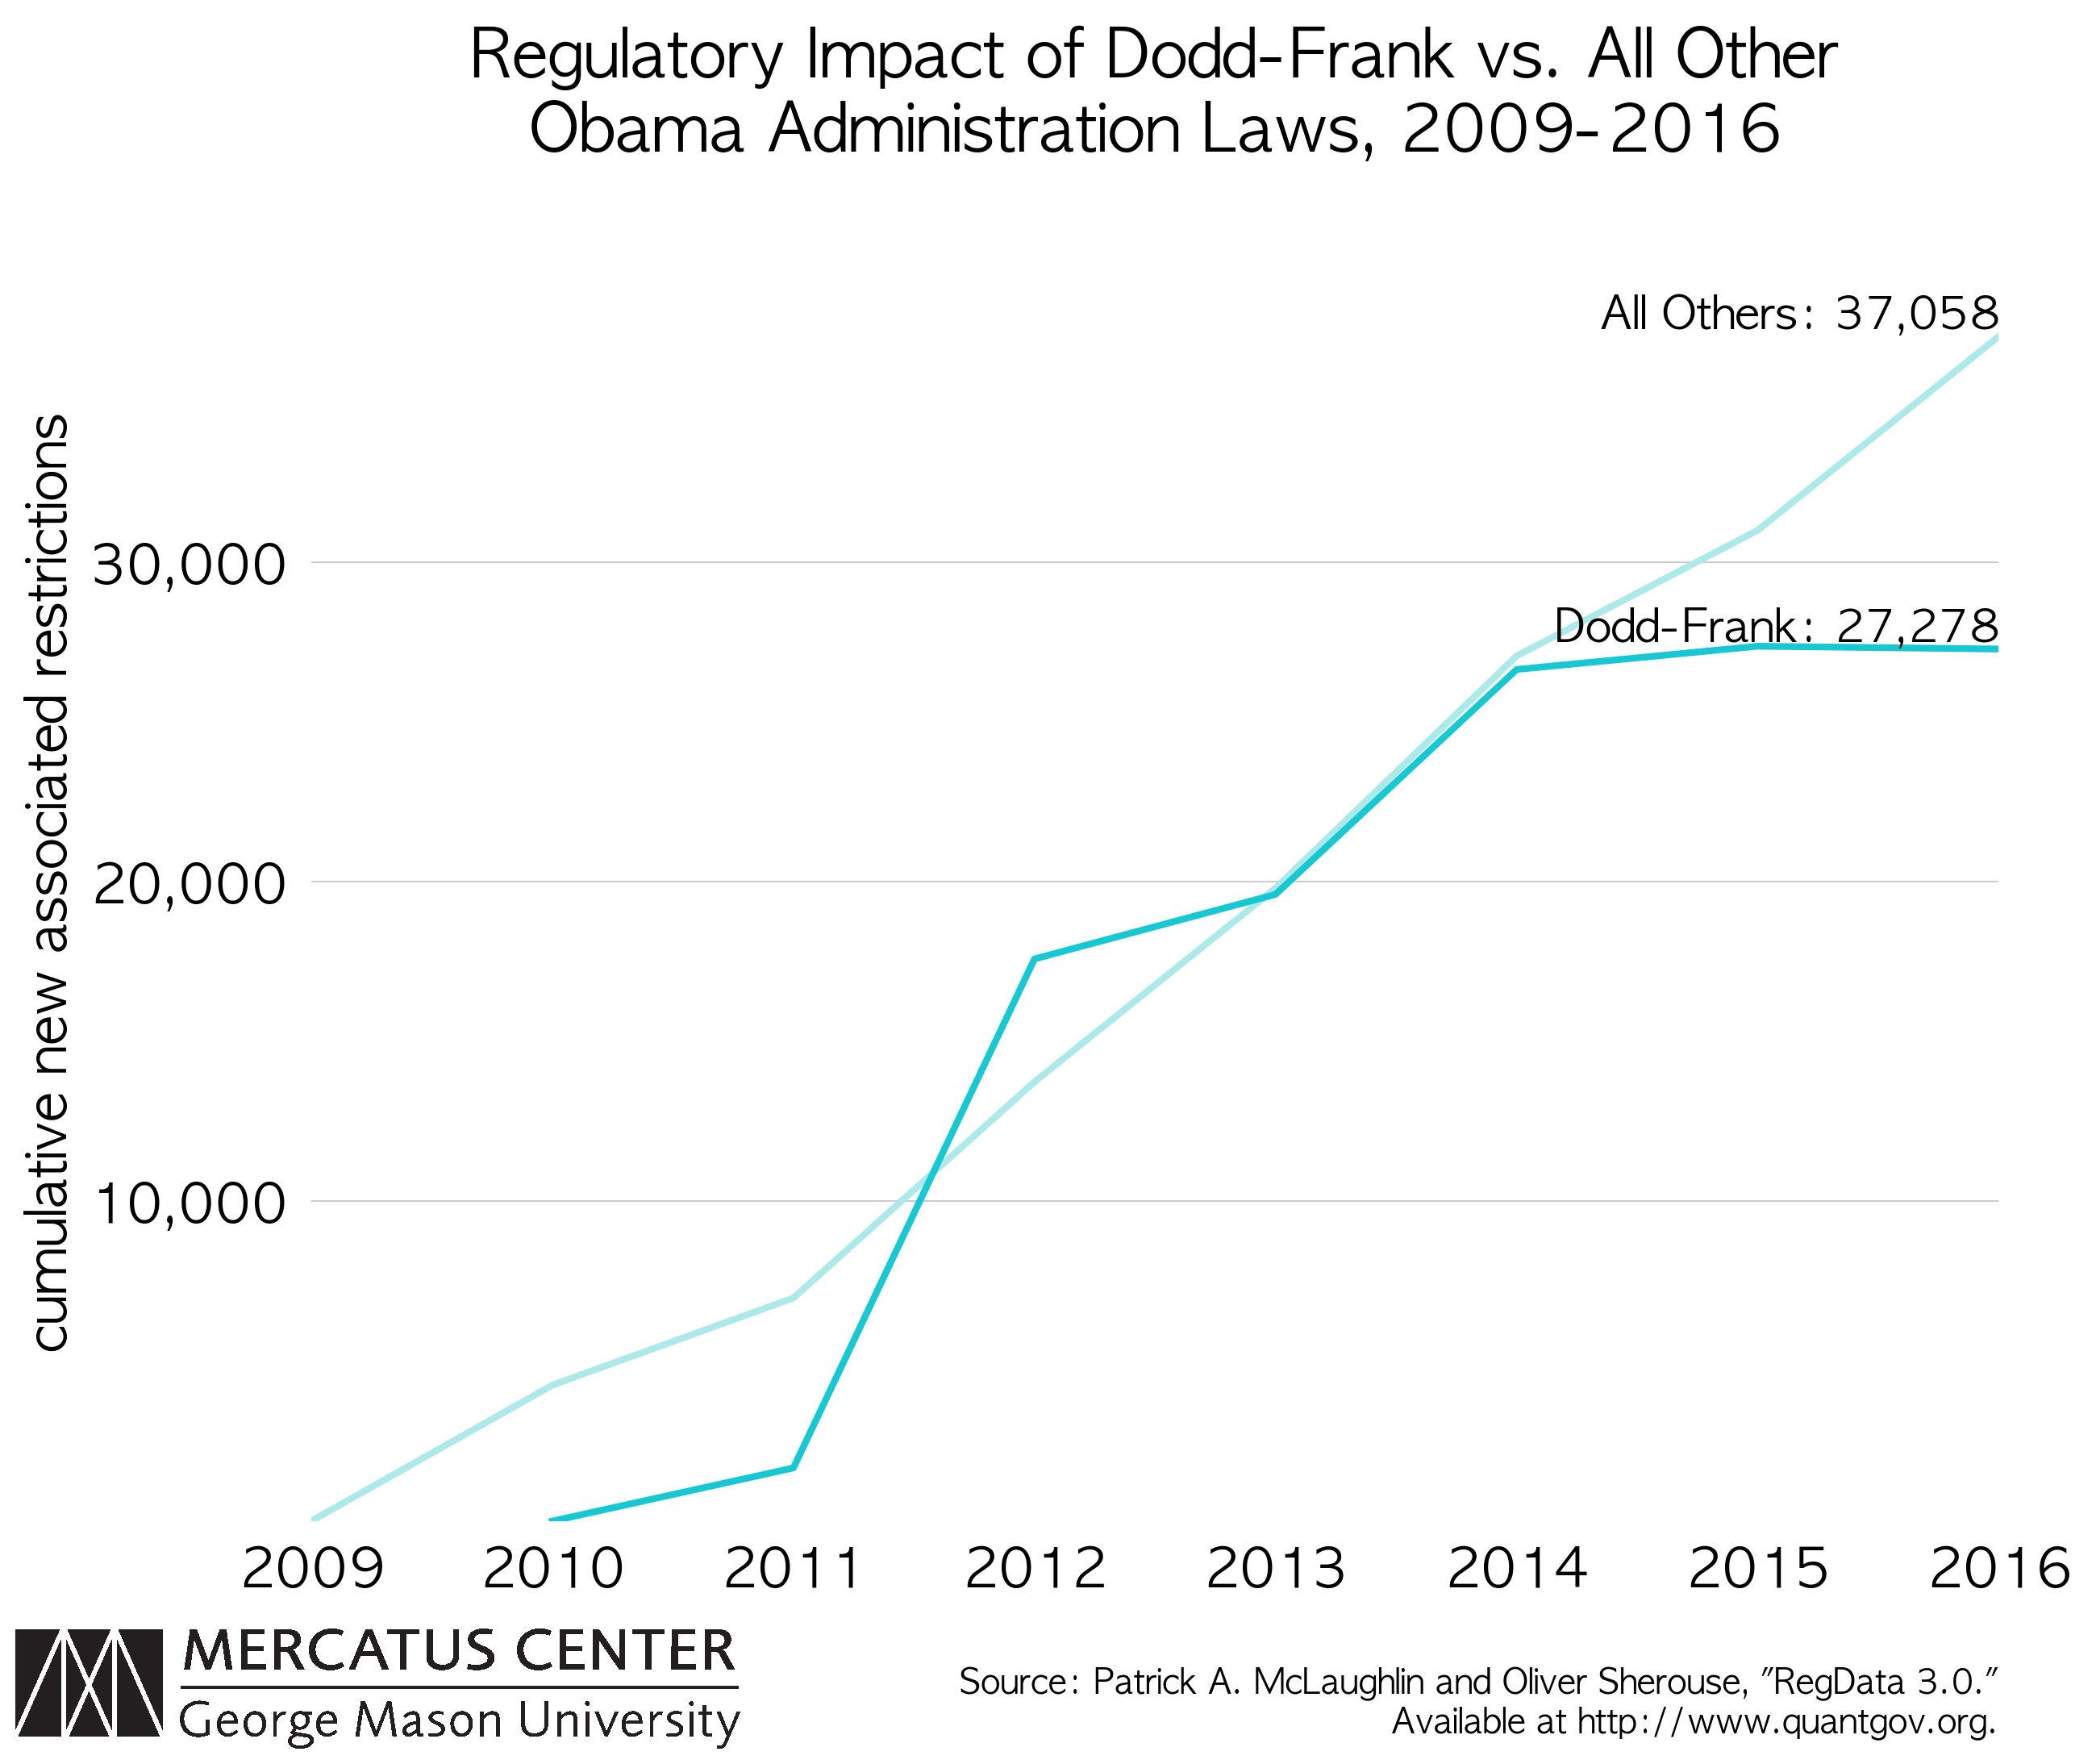 Regulatory Impact of Dodd-Frank vs. All Other
Obama Administration Laws, 2009-2016
All Others: 37,058
cumulative new associated restrictions
30,000
Dodd-Frank: 27,278
20,000
10,000
2009 2010 2011 2012 2013 2014 2015 2016
MERCATUS CENTER
George Mason University
Source: Patrick A. McLaughlin and Oliver Sherouse, "RegData 3.0."
Available at http://www.quantgov.org.